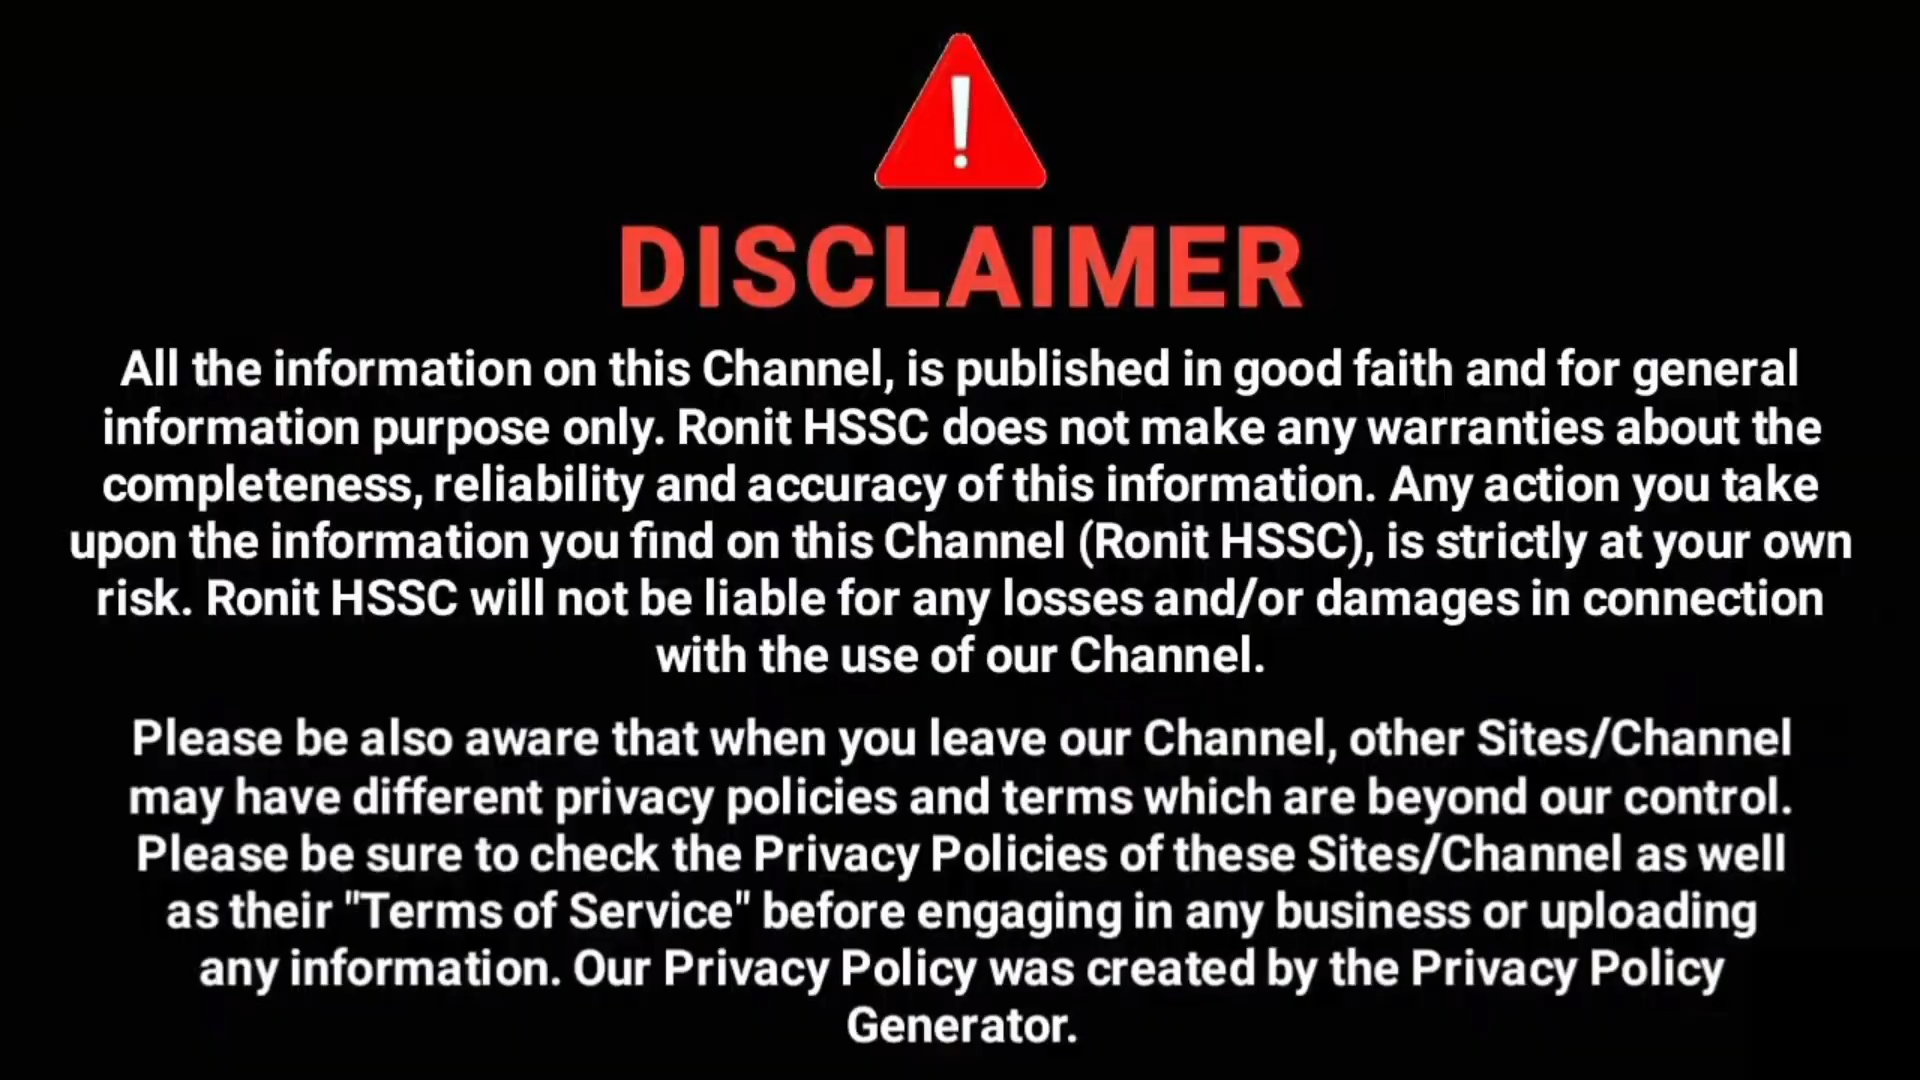 DISCLAIMER
All the information on this Channel, is published in good faith and for general
information purpose only. Ronit HSSC does not make any warranties about the
completeness, reliability and accuracy of this information. Any action you take
upon the information you find on this Channel (Ronit HSSC), is strictly at your own
risk. Ronit HSSC will not be liable for any losses and/or damages in connection
with the use of our Channel.
Please be also aware that when you leave our Channel, other Sites/Channel
may have different privacy policies and terms which are beyond our control.
Please be sure to check the Privacy Policies of these Sites/Channel as well
as their "Terms of Service" before engaging in any business or uploading
any information. Our Privacy Policy was created by the Privacy Policy
Generator.